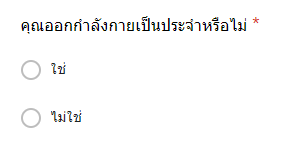 คุณออกกำลังกายเป็นประจำหรือไม่ *
ใช่
ไม่ใช่